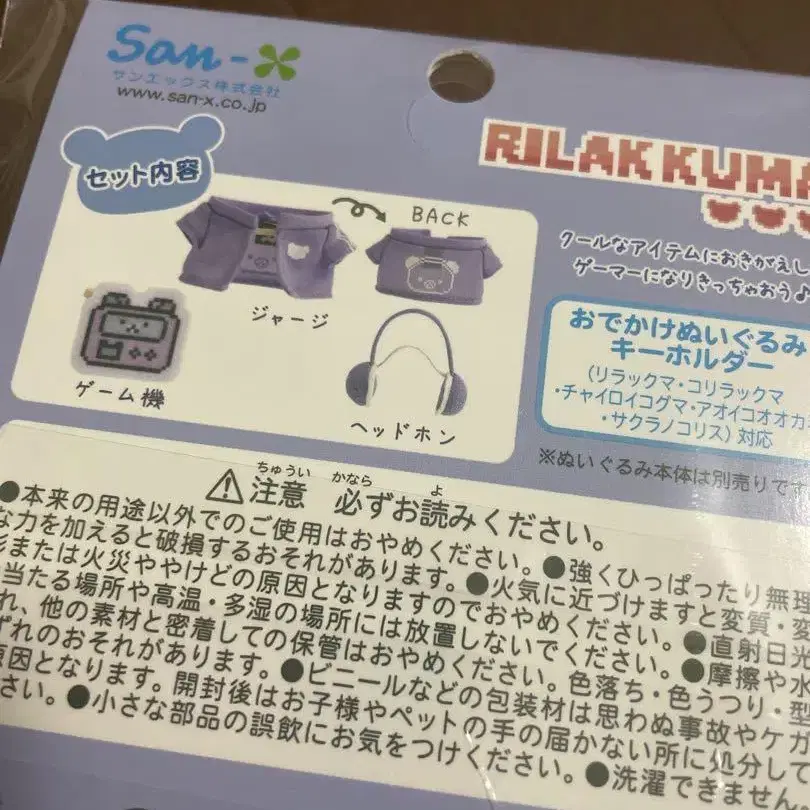 San-X
サンエックス株式会社
www.san-x.co.jp
RILAKKUMA
セット内容
BACK
ジャージ
ゲーム機
ヘッドホン
クールなアイテムにおきがえし
ゲーマーになりきっちゃおう♪
おでかけぬいぐるみ
キーホルダー
(リラックマ・コリラックマ
・チャイロイコグマ・アオイコオオカミ
・サクラノコリス)対応
※ぬいぐるみ本体は別売りです
ちゅうい かなら よ
⚠注意 必ずお読みください。
●本来の用途以外でのご使用はおやめください。●強くひっぱったり無理
な力を加えると破損するおそれがあります。●火気に近づけますと変質・変
形または火災ややけどの原因となりますのでおやめください。●直射日光
当たる場所や高温・多湿の場所には放置しないでください。●摩擦や水
れ、他の素材と密着しての保管はおやめください。色落ち・色うつり・型
ずれのおそれがあります。●ビニールなどの包装材は思わぬ事故やケガ
原因となります。開封後はお子様やペットの手の届かない所に処分して
さい。●小さな部品の誤飲にお気をつけください。●洗濯できません。